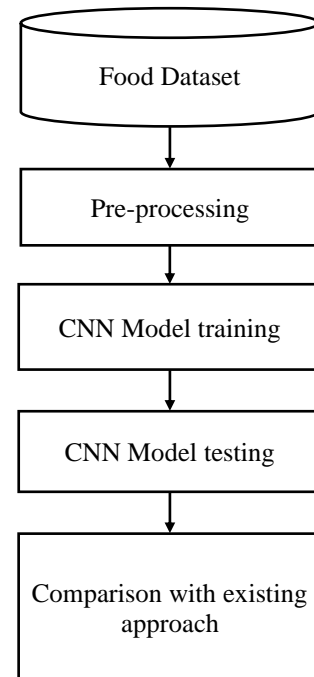 Food Dataset
Pre-processing
CNN Model training
CNN Model testing
Comparison with existing
approach